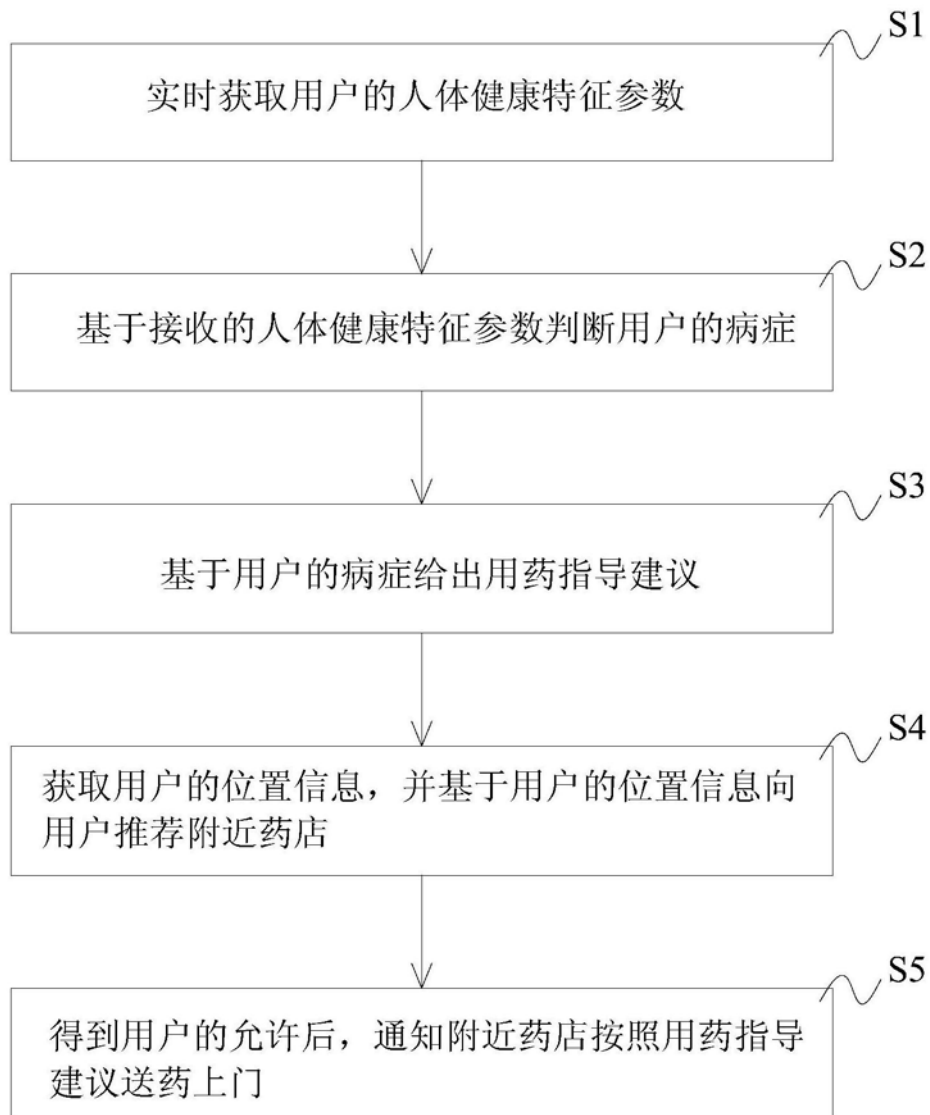 S1
实时获取用户的人体健康特征参数
S2
基于接收的人体健康特征参数判断用户的病症
S3
基于用户的病症给出用药指导建议
S4
获取用户的位置信息，并基于用户的位置信息向
用户推荐附近药店
S5
得到用户的允许后，通知附近药店按照用药指导
建议送药上门